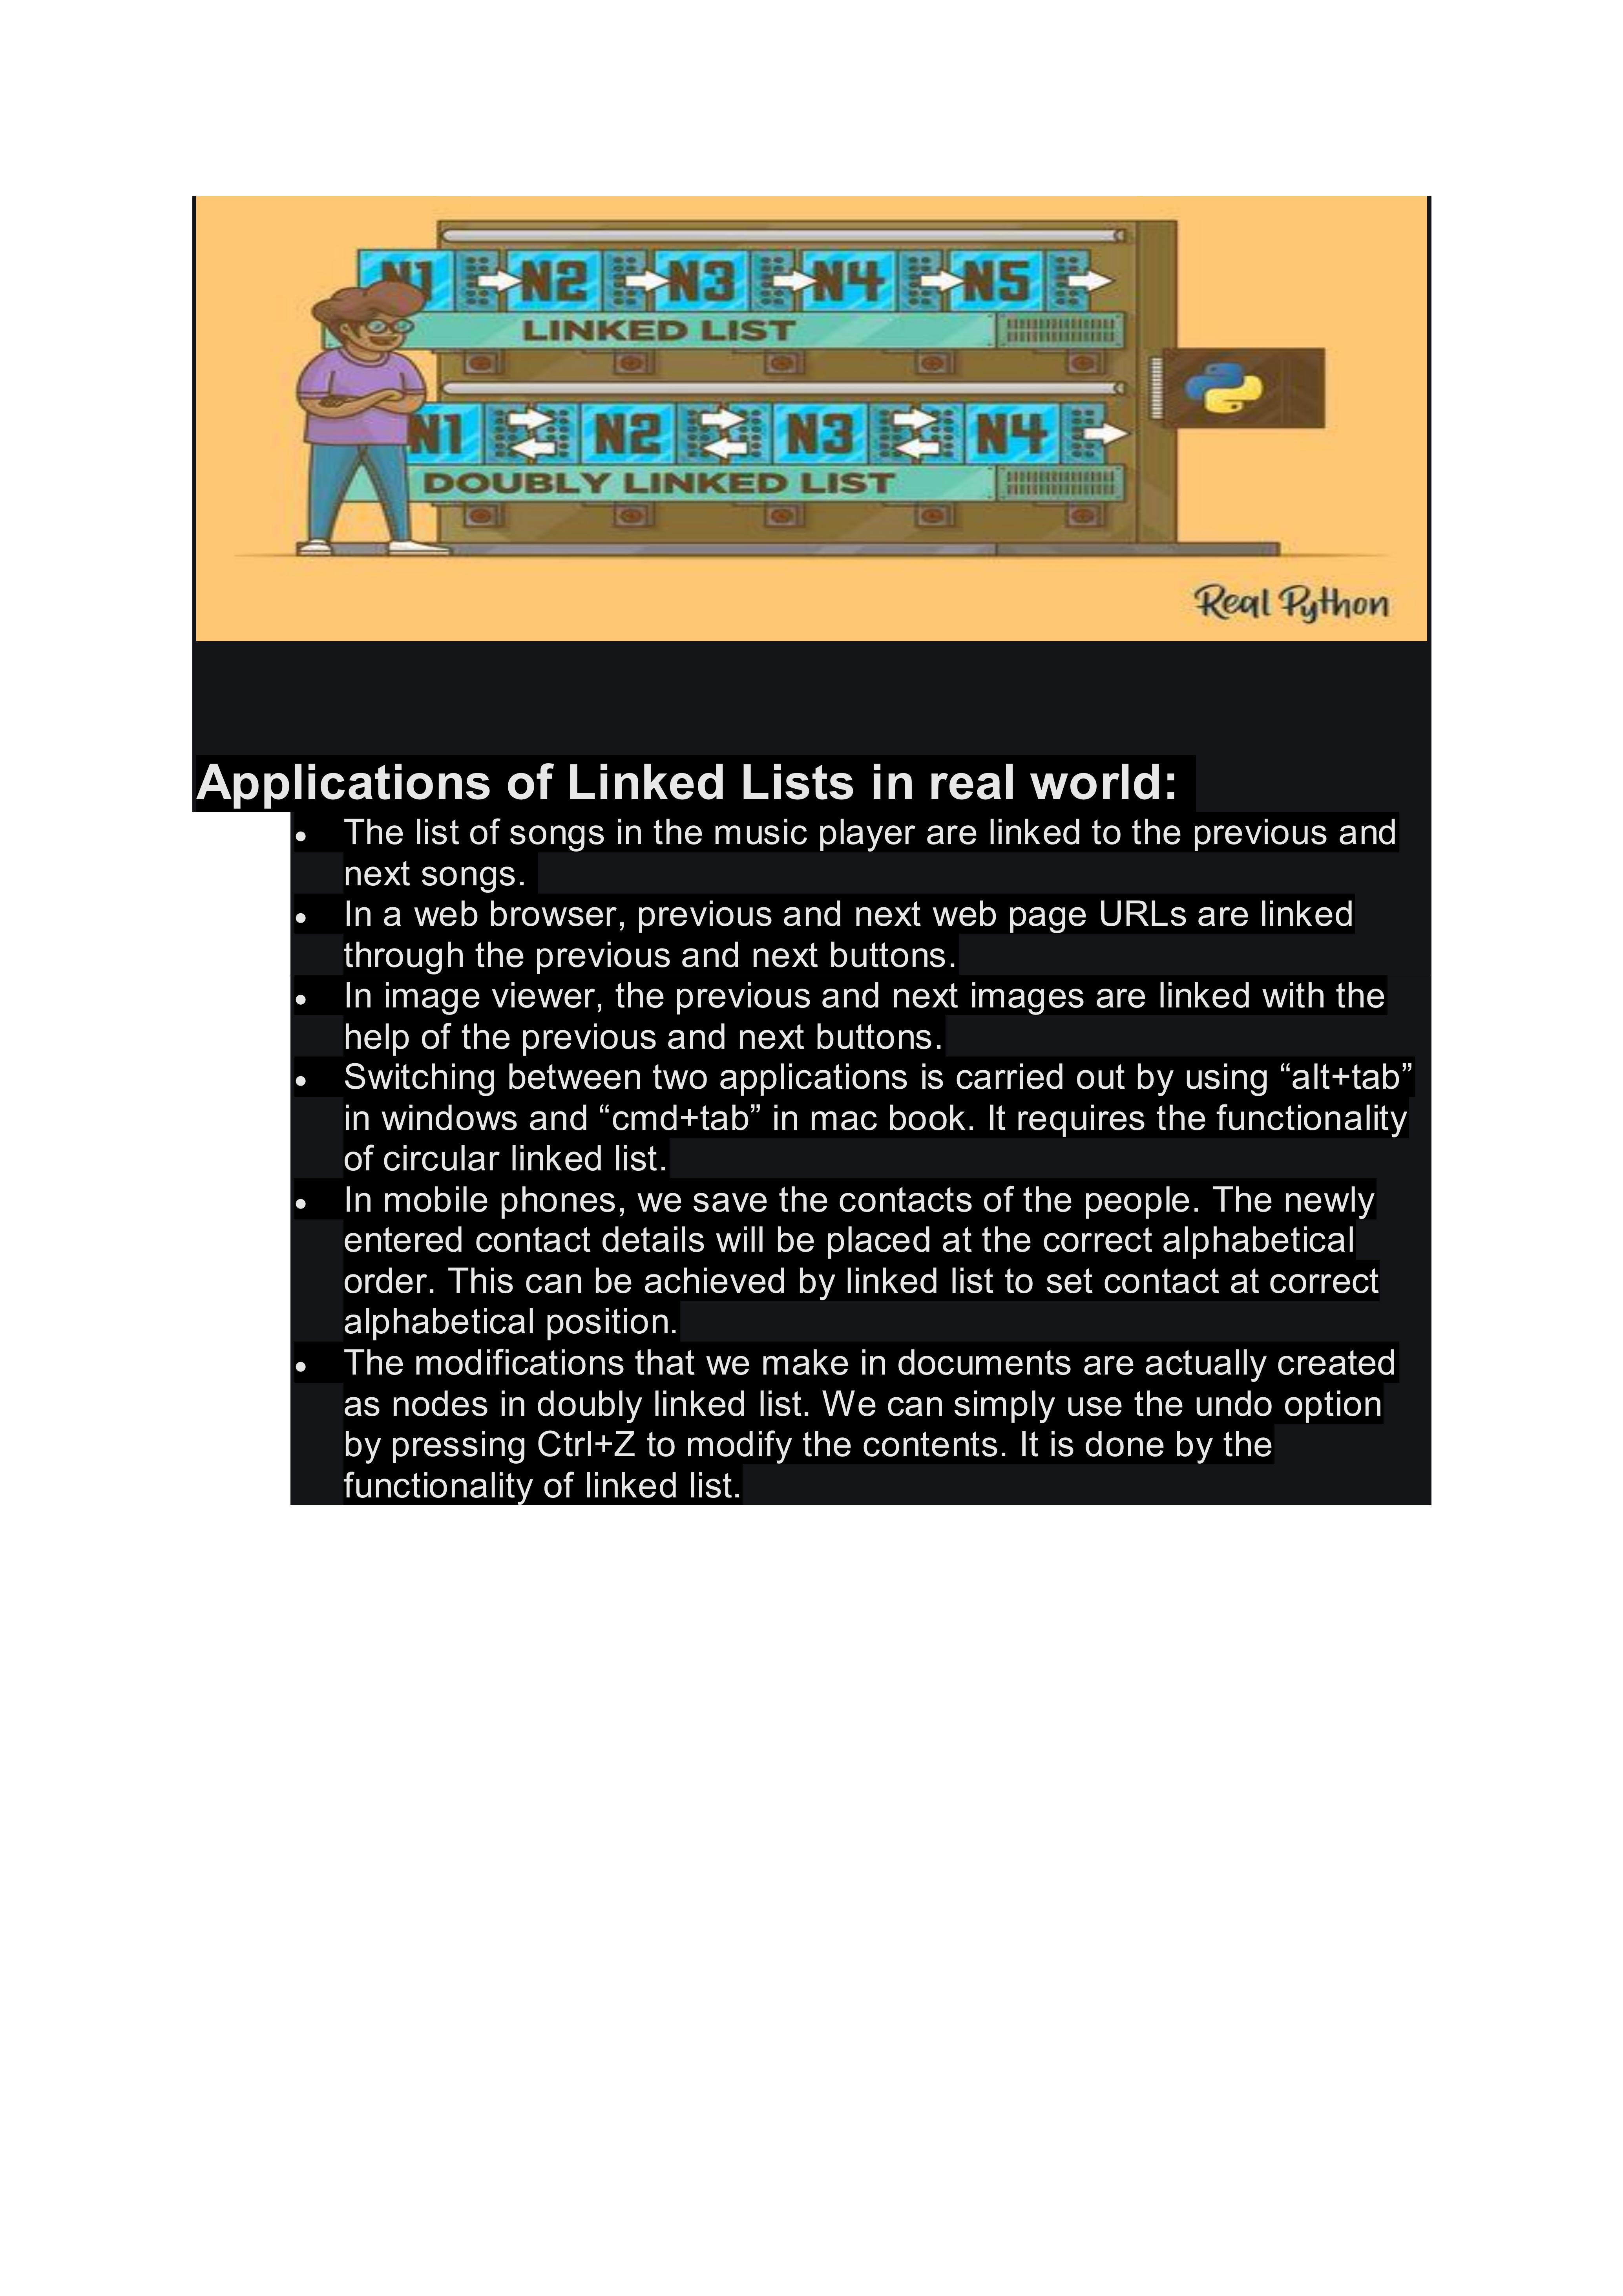 N1 N2 N3 N4 N5
LINKED LIST
N1 N2 N3 N4
DOUBLY LINKED LIST
Real Python
Applications of Linked Lists in real world:
• The list of songs in the music player are linked to the previous and
next songs.
• In a web browser, previous and next web page URLs are linked
through the previous and next buttons.
• In image viewer, the previous and next images are linked with the
help of the previous and next buttons.
• Switching between two applications is carried out by using “alt+tab”
in windows and “cmd+tab” in mac book. It requires the functionality
of circular linked list.
• In mobile phones, we save the contacts of the people. The newly
entered contact details will be placed at the correct alphabetical
order. This can be achieved by linked list to set contact at correct
alphabetical position.
• The modifications that we make in documents are actually created
as nodes in doubly linked list. We can simply use the undo option
by pressing Ctrl+Z to modify the contents. It is done by the
functionality of linked list.